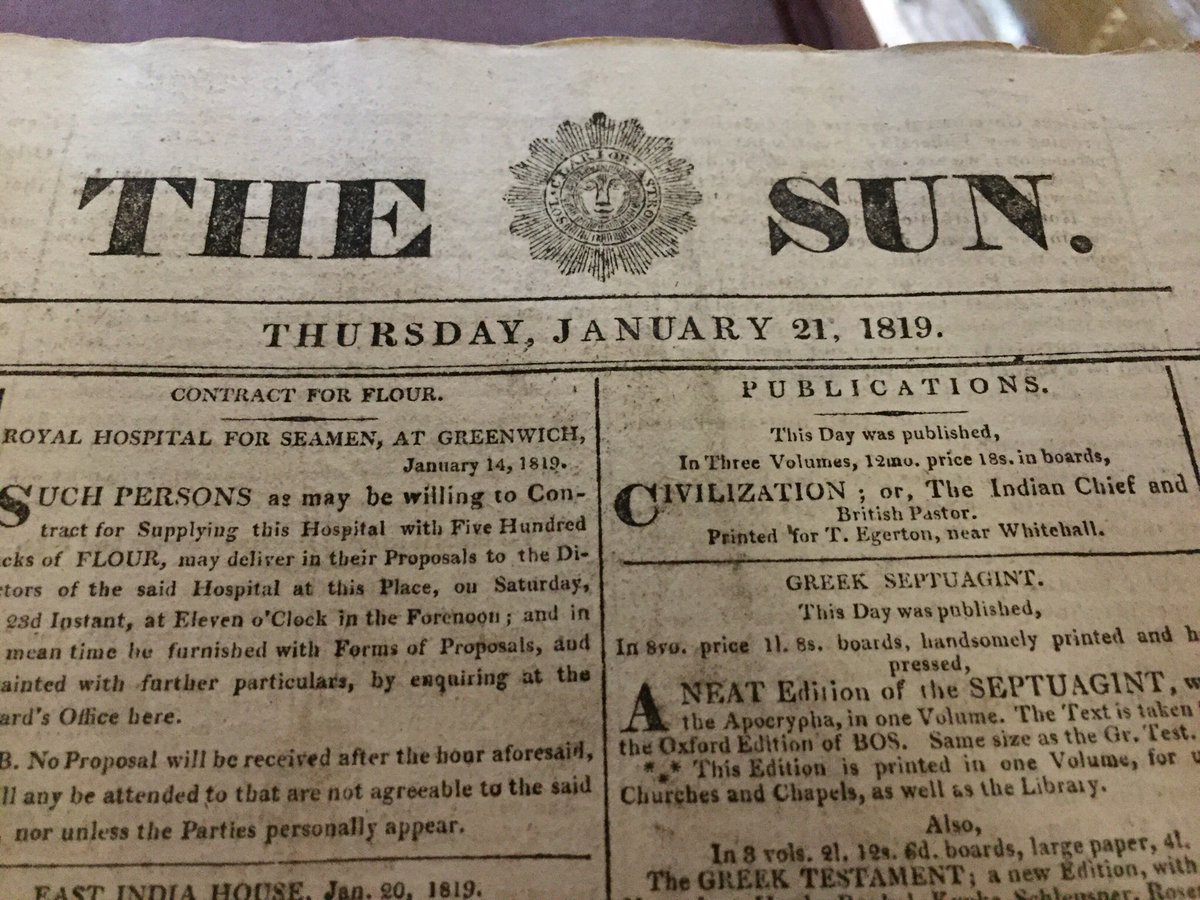 THE SUN.
SOL CLARIOR ASTRO
THURSDAY, JANUARY 21, 1819.
CONTRACT FOR FLOUR.
ROYAL HOSPITAL FOR SEAMEN, AT GREENWICH,
January 14, 1819.
SUCH PERSONS as may be willing to Con-
tract for Supplying this Hospital with Five Hundred
cks of FLOUR, may deliver in their Proposals to the Di-
ctors of the said Hospital at this Place, on Saturday,
23d Instant, at Eleven o'Clock in the Forenoon; and in
mean time be furnished with Forms of Proposals, and
ainted with further particulars, by enquiring at the
ard's Office here.
B. No Proposal will be received after the hour aforesaid,
ll any be attended to that are not agreeable to the said
, nor unless the Parties personally appear.
EAST INDIA HOUSE, Jan. 20, 1819.
PUBLICATIONS.
This Day was published,
In Three Volumes, 12mo. price 18s. in boards,
CIVILIZATION; or, The Indian Chief and
British Pastor.
Printed for T. Egerton, near Whitehall.
GREEK SEPTUAGINT.
This Day was published,
In 8vo. price 1l. 8s. boards, handsomely printed and h
pressed,
A NEAT Edition of the SEPTUAGINT, w
the Apocrypha, in one Volume. The Text is taken
the Oxford Edition of BOS. Same size as the Gr. Test.
*** This Edition is printed in one Volume, for
Churches and Chapels, as well as the Library.
Also,
In 3 vols. 2l. 12s. 6d. boards, large paper, 4l.
The GREEK TESTAMENT; a new Edition, with
Schleusner,